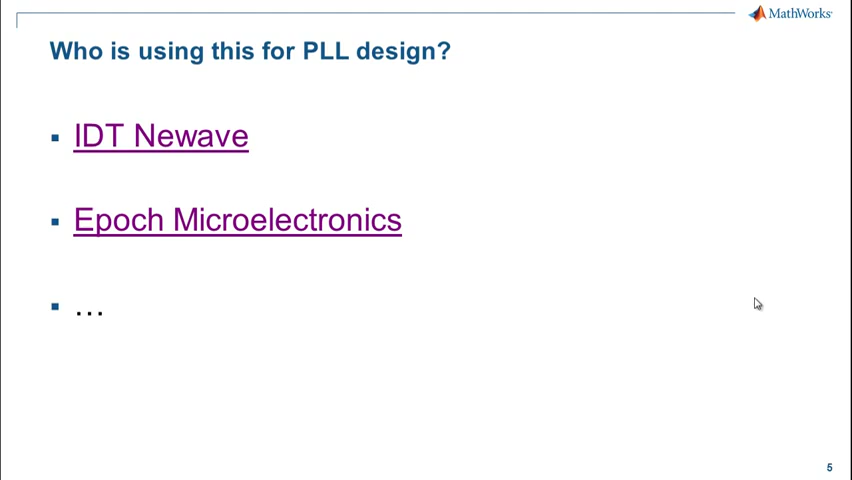 MathWorks
Who is using this for PLL design?
IDT Newave
Epoch Microelectronics
…
5